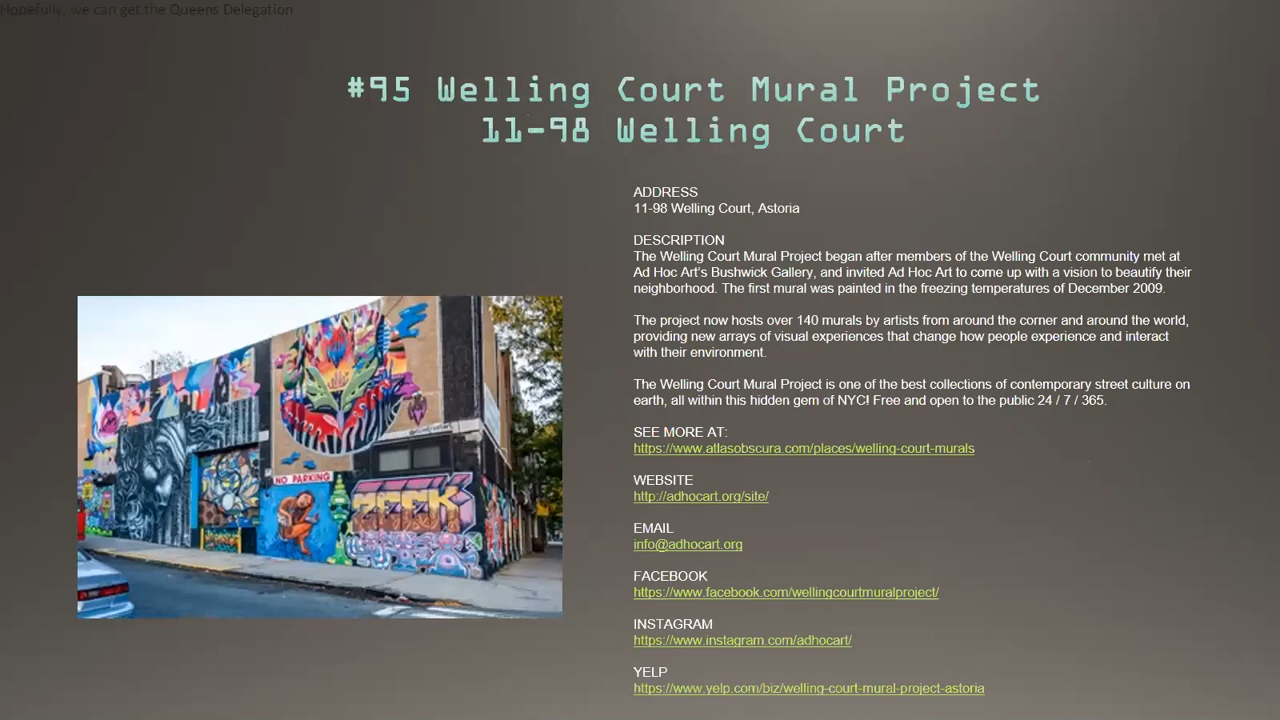 Hopefully, we can get the Queens Delegation
#95 Welling Court Mural Project
11-98 Welling Court
ADDRESS
11-98 Welling Court, Astoria
DESCRIPTION
The Welling Court Mural Project began after members of the Welling Court community met at
Ad Hoc Art's Bushwick Gallery, and invited Ad Hoc Art to come up with a vision to beautify their
neighborhood. The first mural was painted in the freezing temperatures of December 2009.
The project now hosts over 140 murals by artists from around the corner and around the world,
providing new arrays of visual experiences that change how people experience and interact
with their environment.
The Welling Court Mural Project is one of the best collections of contemporary street culture on
earth, all within this hidden gem of NYC! Free and open to the public 24 / 7 / 365.
SEE MORE AT:
https://www.atlasobscura.com/places/welling-court-murals
WEBSITE
http://adhocart.org/site/
EMAIL
info@adhocart.org
FACEBOOK
https://www.facebook.com/wellingcourtmuralproject/
INSTAGRAM
https://www.instagram.com/adhocart/
YELP
https://www.yelp.com/biz/welling-court-mural-project-astoria
NO PARKING